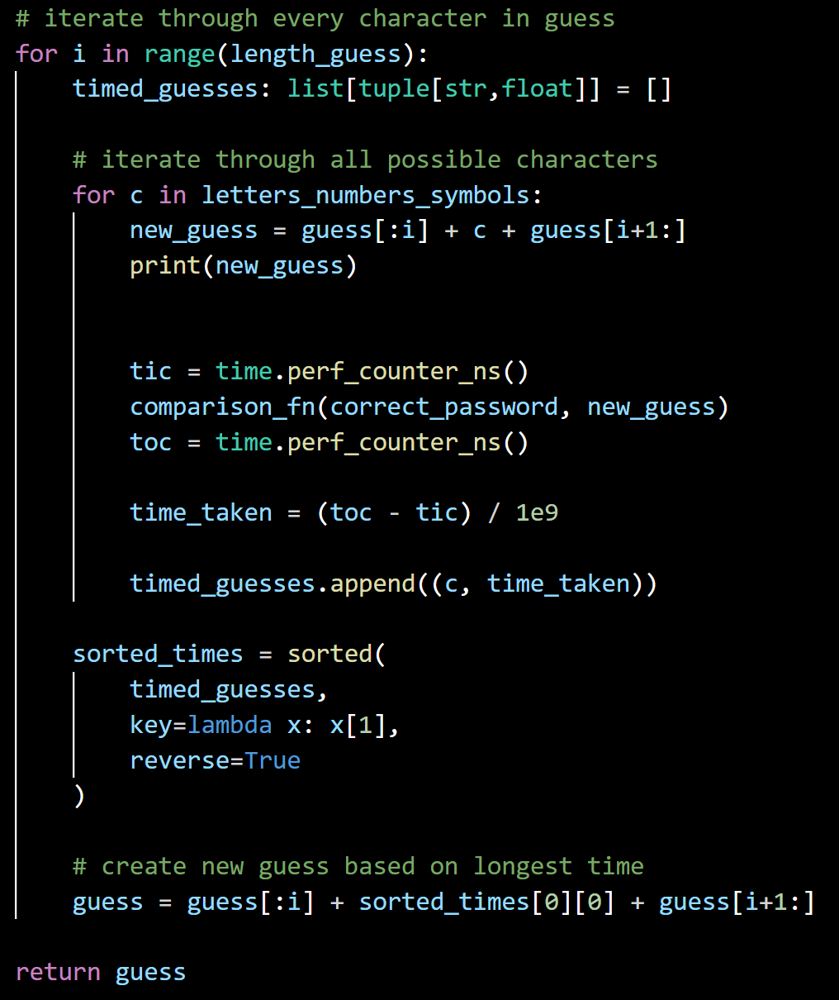 # iterate through every character in guess
for i in range(length_guess):
    timed_guesses: list[tuple[str,float]] = []
    # iterate through all possible characters
    for c in letters_numbers_symbols:
        new_guess = guess[:i] + c + guess[i+1:]
        print(new_guess)
        tic = time.perf_counter_ns()
        comparison_fn(correct_password, new_guess)
        toc = time.perf_counter_ns()
        time_taken = (toc - tic) / 1e9
        timed_guesses.append((c, time_taken))
    sorted_times = sorted(
        timed_guesses,
        key=lambda x: x[1],
        reverse=True
    )
    # create new guess based on longest time
    guess = guess[:i] + sorted_times[0][0] + guess[i+1:]
return guess